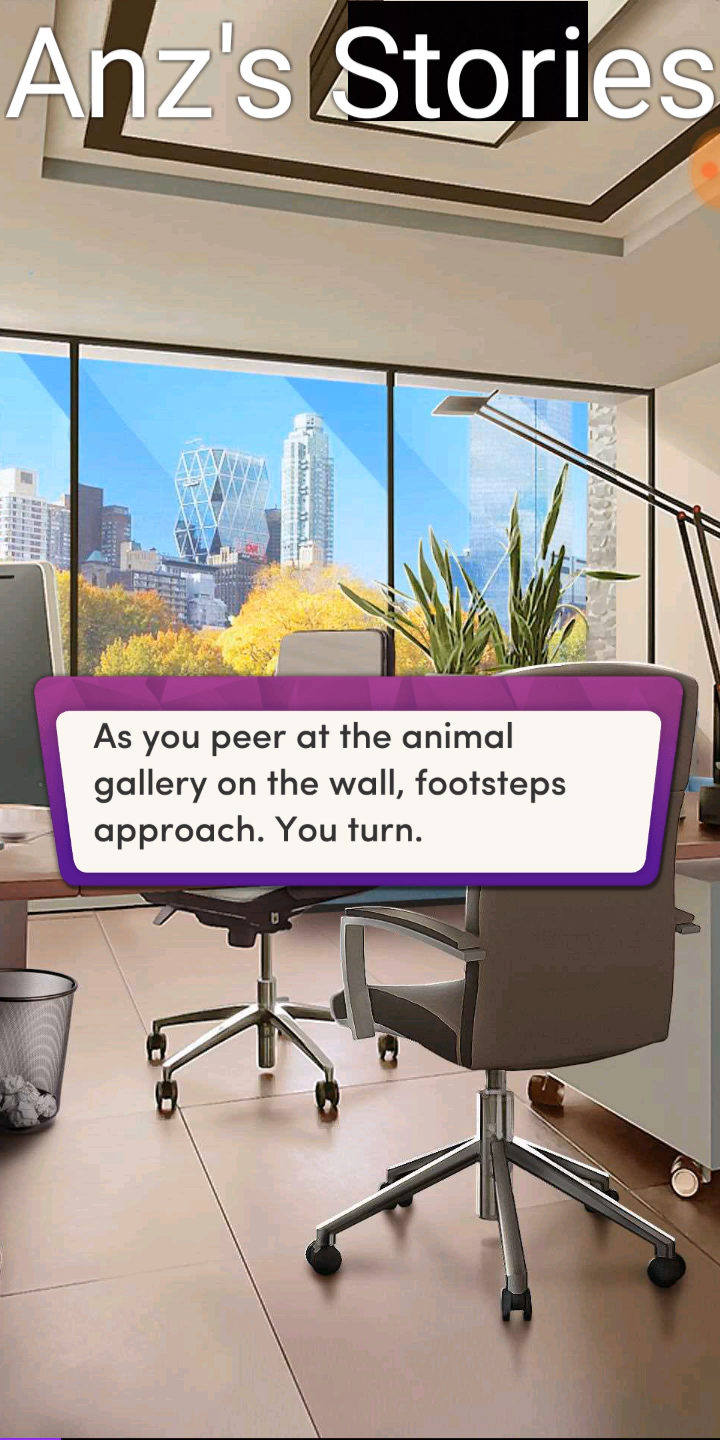 Anz's Stories
As you peer at the animal
gallery on the wall, footsteps
approach. You turn.